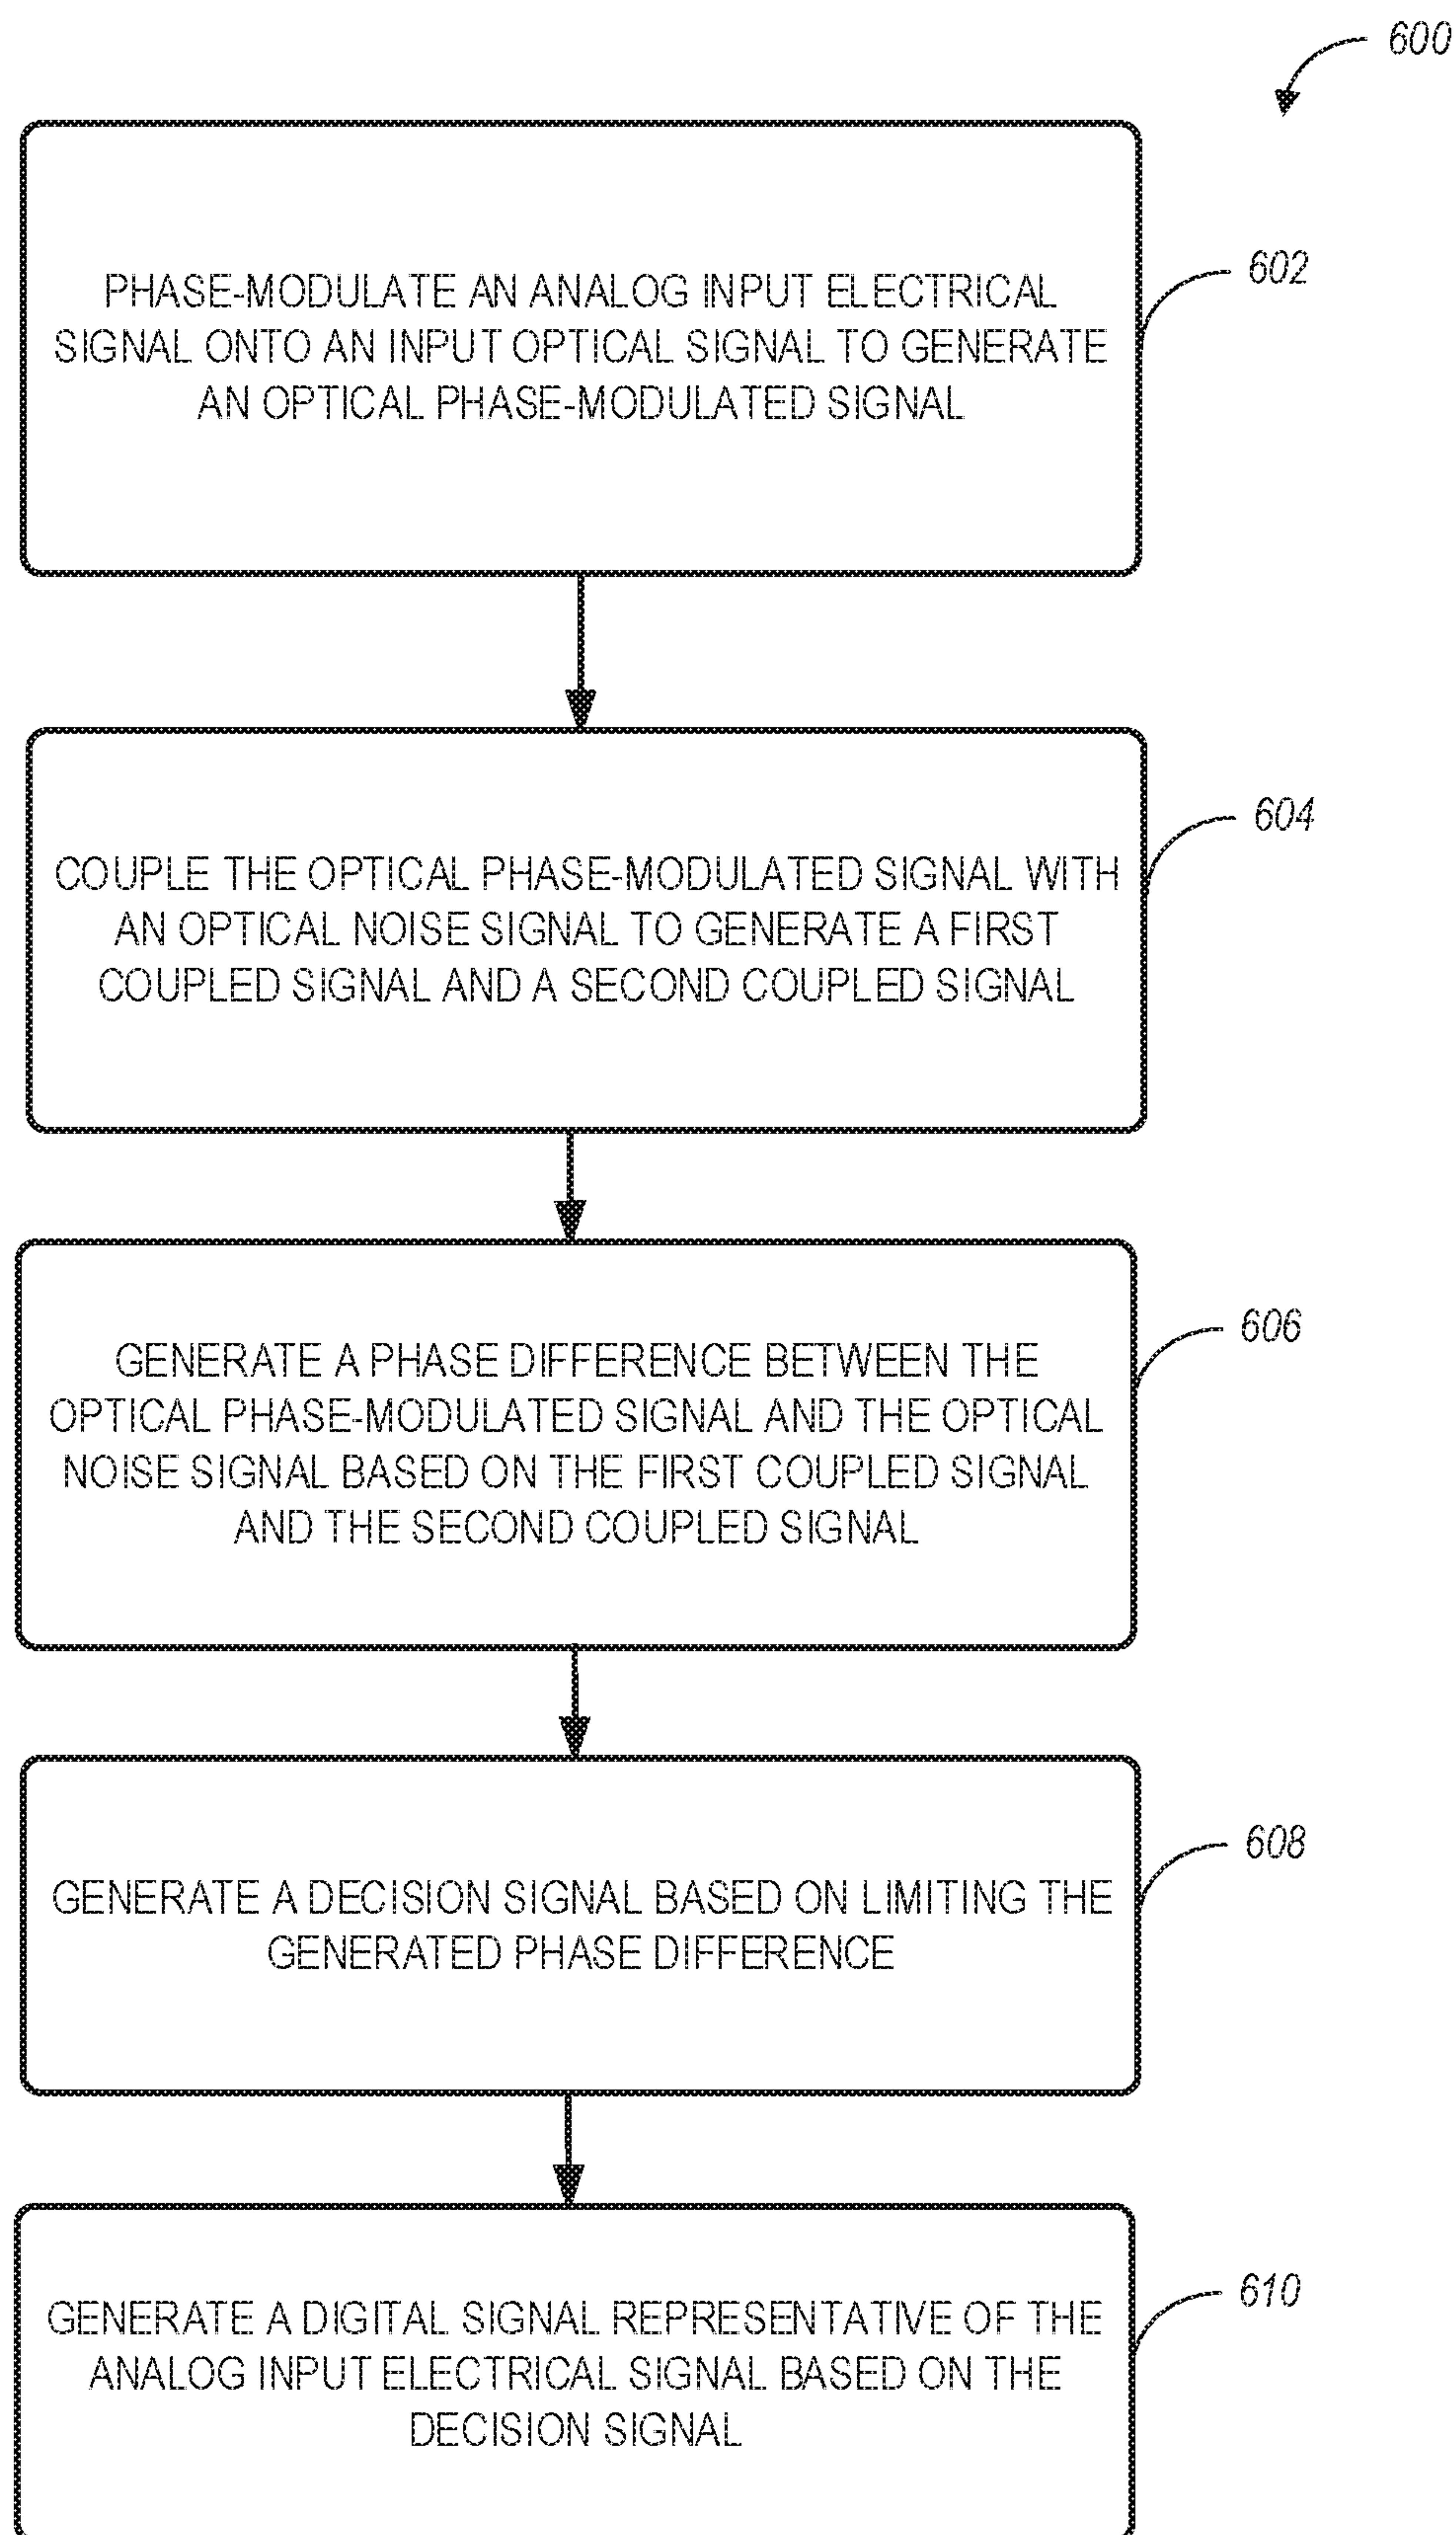 600
PHASE-MODULATE AN ANALOG INPUT ELECTRICAL
SIGNAL ONTO AN INPUT OPTICAL SIGNAL TO GENERATE
AN OPTICAL PHASE-MODULATED SIGNAL
602
COUPLE THE OPTICAL PHASE-MODULATED SIGNAL WITH
AN OPTICAL NOISE SIGNAL TO GENERATE A FIRST
COUPLED SIGNAL AND A SECOND COUPLED SIGNAL
604
GENERATE A PHASE DIFFERENCE BETWEEN THE
OPTICAL PHASE-MODULATED SIGNAL AND THE OPTICAL
NOISE SIGNAL BASED ON THE FIRST COUPLED SIGNAL
AND THE SECOND COUPLED SIGNAL
606
GENERATE A DECISION SIGNAL BASED ON LIMITING THE
GENERATED PHASE DIFFERENCE
608
GENERATE A DIGITAL SIGNAL REPRESENTATIVE OF THE
ANALOG INPUT ELECTRICAL SIGNAL BASED ON THE
DECISION SIGNAL
610